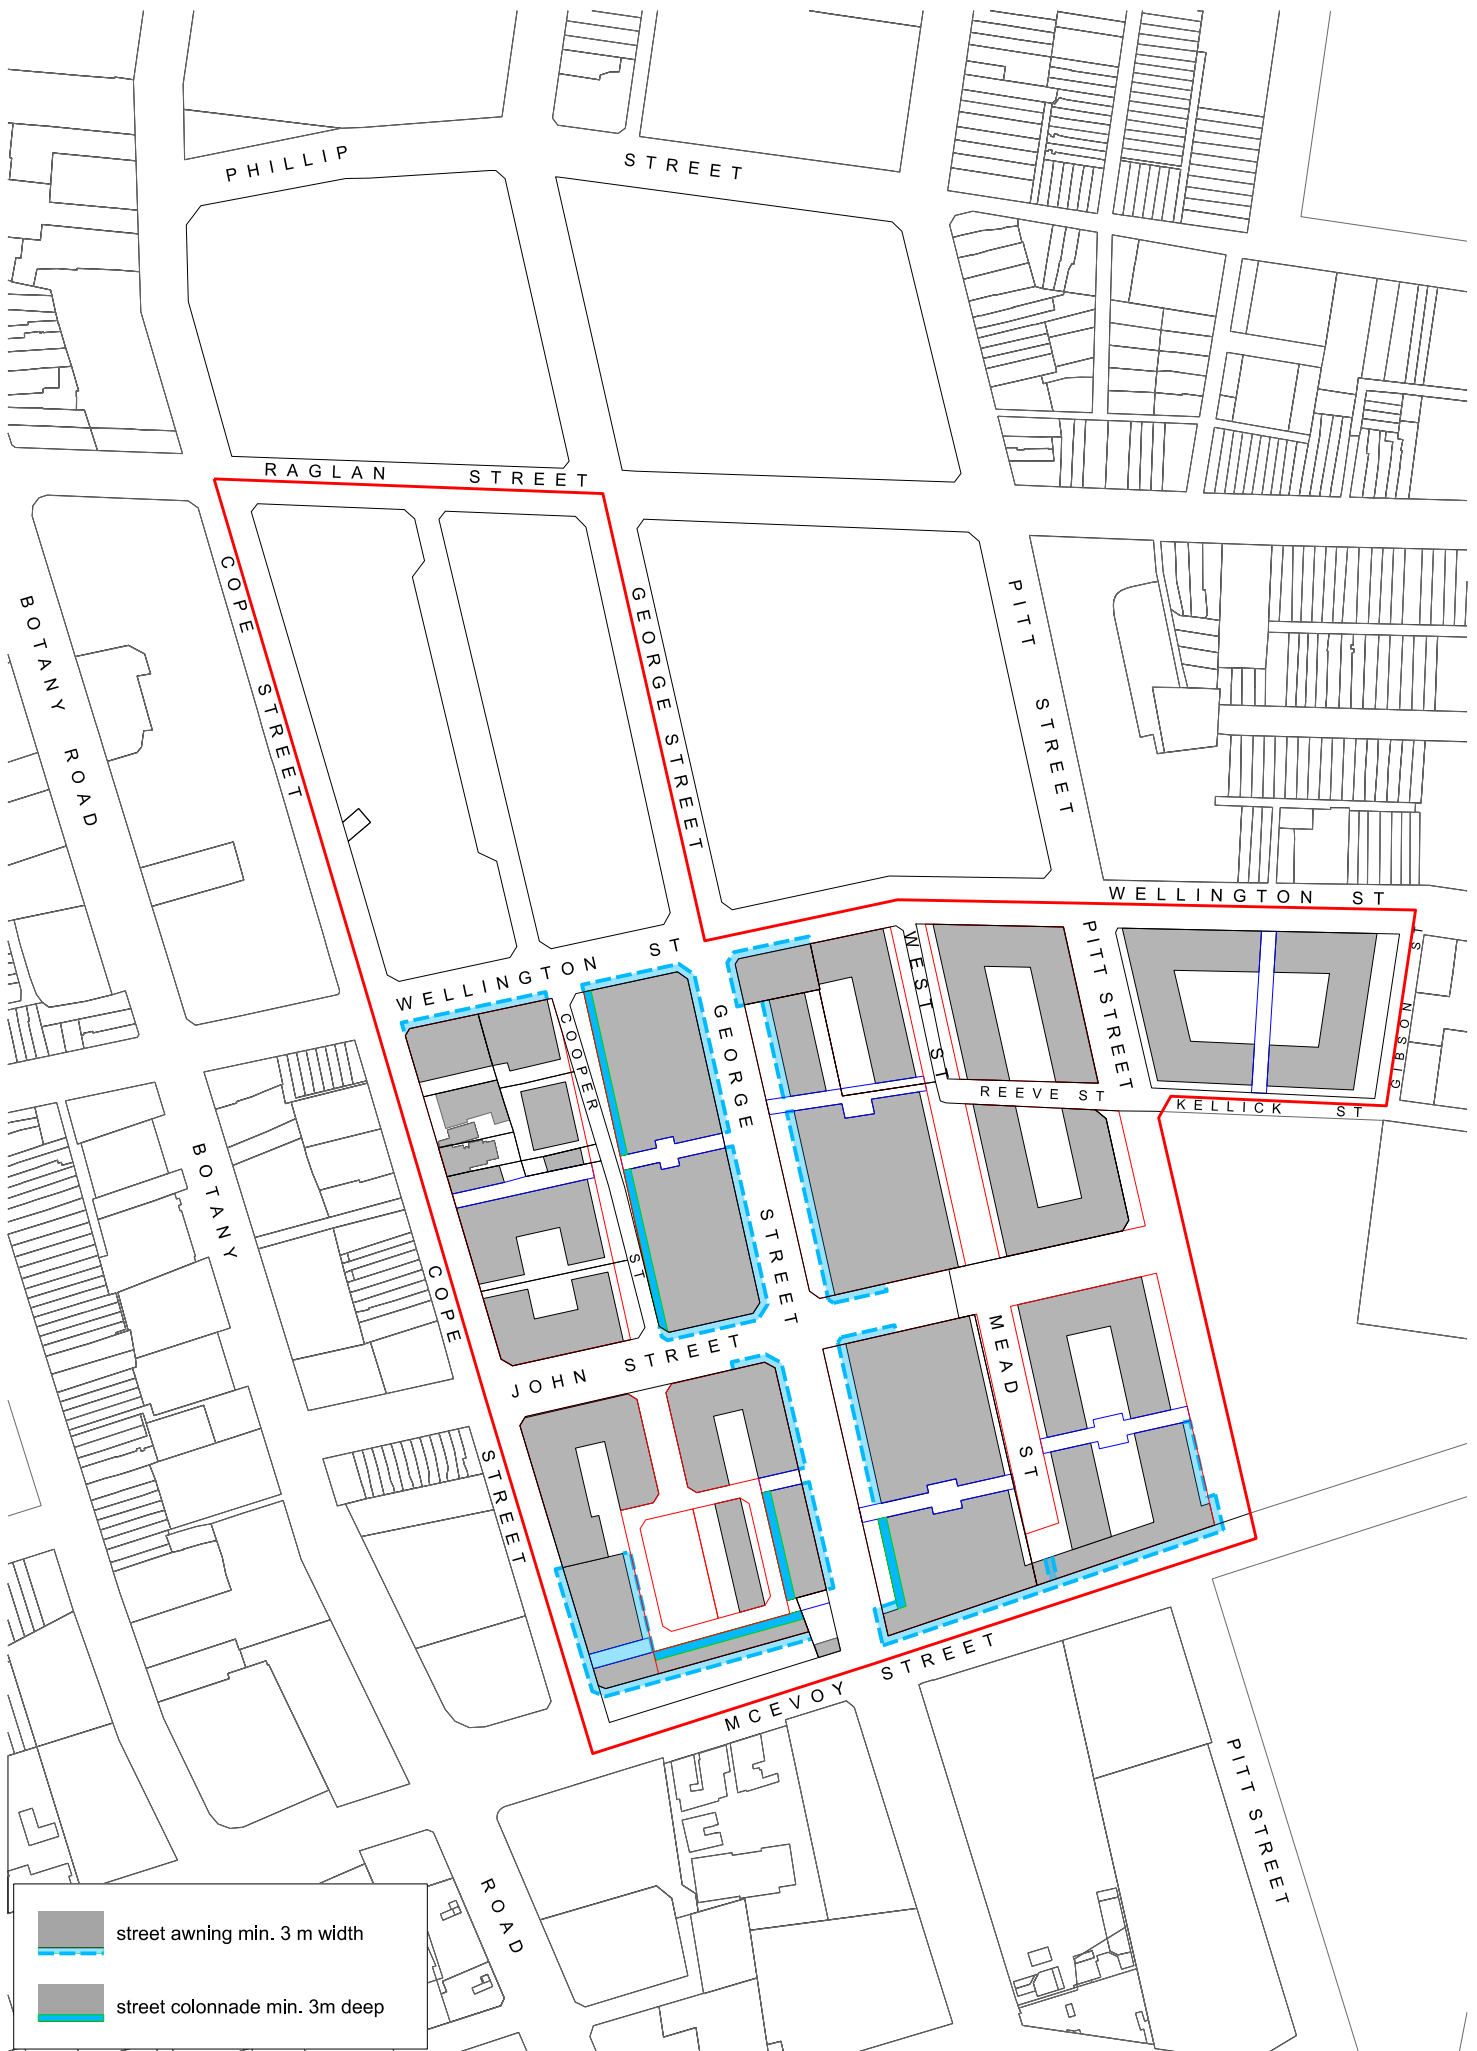 PHILLIP STREET
RAGLAN STREET
COPE STREET
GEORGE STREET
PITT STREET
BOTANY ROAD
WELLINGTON ST
WELLINGTON ST
WEST ST
PITT STREET
GIBSON ST
COOPER ST
GEORGE STREET
REEVE ST
KELLICK ST
BOTANY ROAD
COPE STREET
JOHN STREET
MEAD ST
MCEVOY STREET
PITT STREET
street awning min. 3 m width
street colonnade min. 3m deep